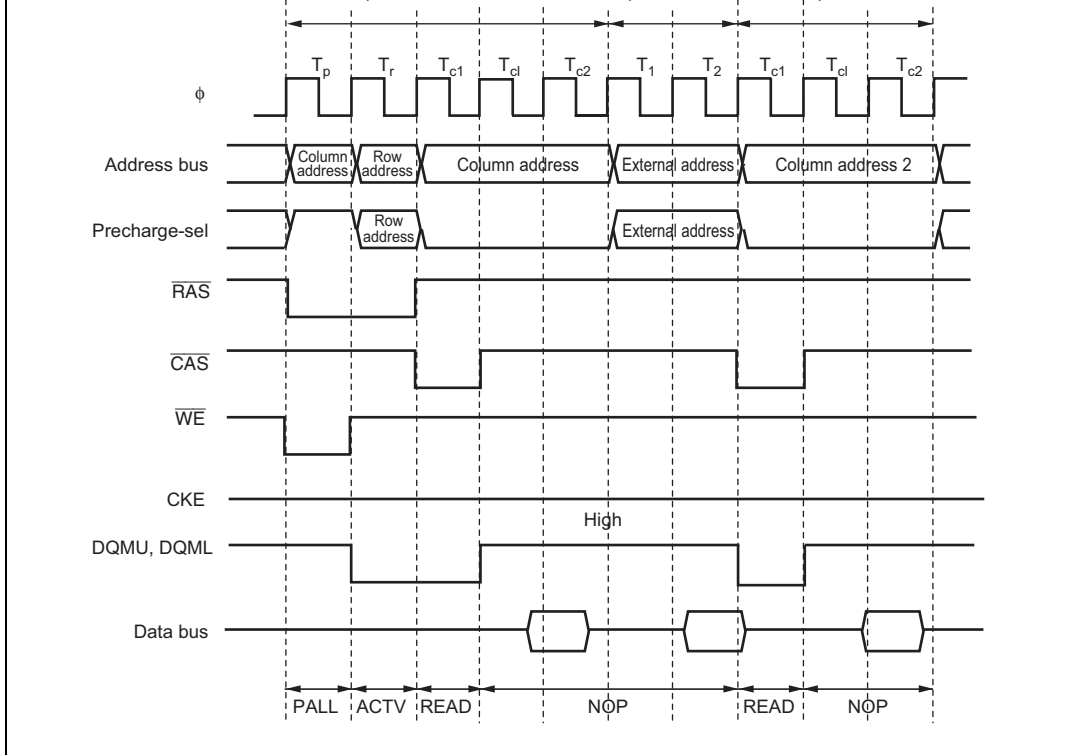 Tp Tr Tc1 Tcl Tc2 T1 T2 Tc1 Tcl Tc2
ϕ
Address bus
Column address
Row address
Column address
External address
Column address 2
Precharge-sel
Row address
External address
RAS
CAS
WE
CKE
High
DQMU, DQML
Data bus
PALL ACTV READ NOP READ NOP